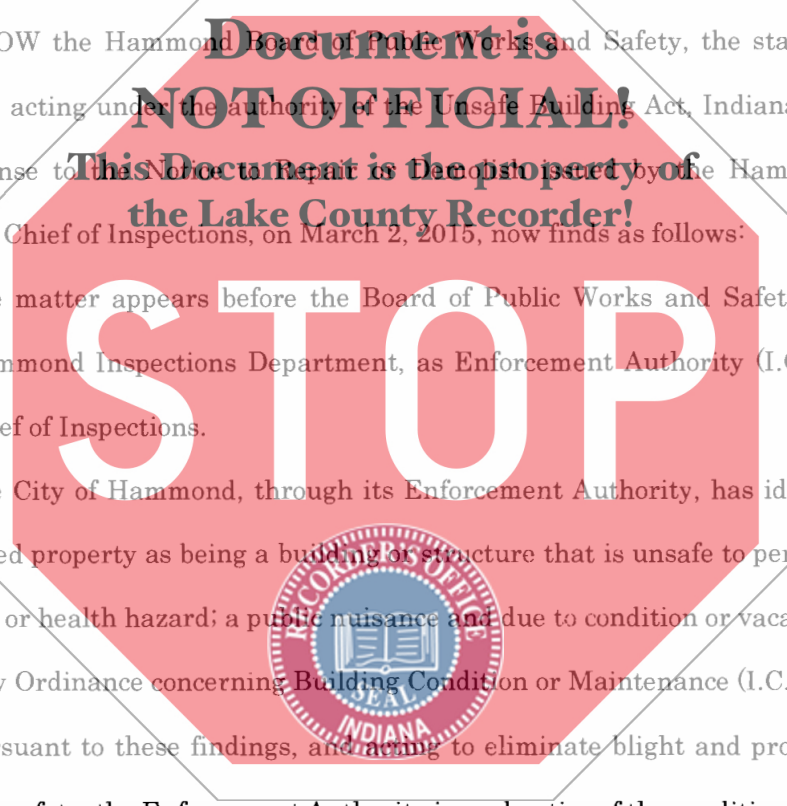 Document is
OW the Hammond Board of Public Works and Safety, the sta
NOT OFFICIAL!
acting under the authority of the Unsafe Building Act, Indiana
This Document is the property of
nse to the Notice to Repair or Demolish issued by the Ham
the Lake County Recorder!
Chief of Inspections, on March 2, 2015, now finds as follows:
matter appears before the Board of Public Works and Safet
STOP
mmond Inspections Department, as Enforcement Authority (I.C
ef of Inspections.
City of Hammond, through its Enforcement Authority, has id
ed property as being a building or structure that is unsafe to per
RECORDER'S OFFICE
or health hazard; a public nuisance and due to condition or vaca
y Ordinance concerning Building Condition or Maintenance (I.C.
SEAL
INDIANA
rsuant to these findings, and acting to eliminate blight and pro